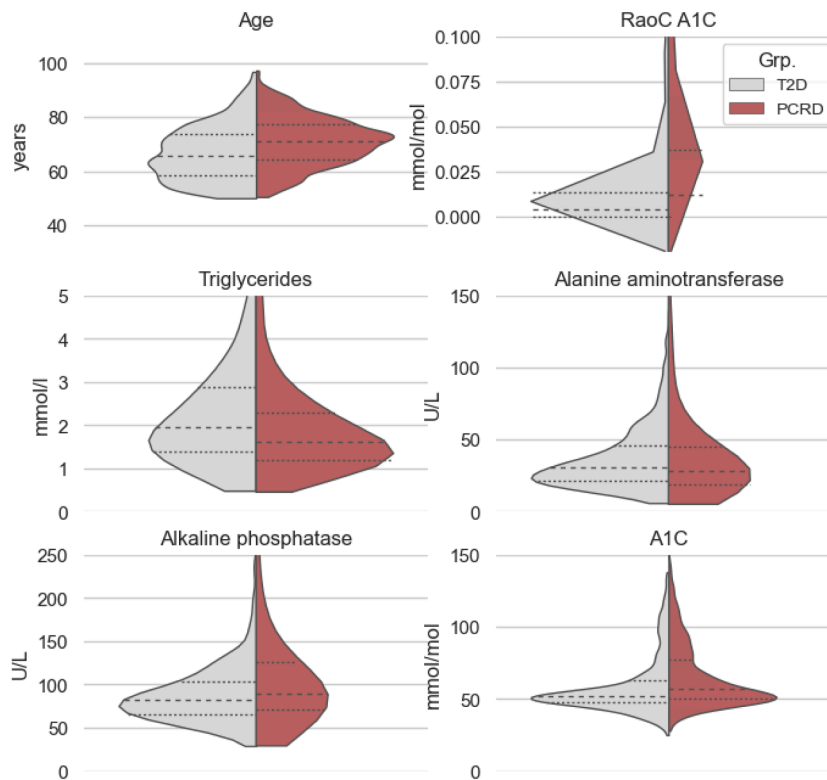 Age
100
80
60
40
years
RaoC A1C
0.100
0.075
0.050
0.025
0.000
mmol/mol
Grp.
T2D
PCRD
Triglycerides
5
4
3
2
1
0
mmol/l
Alanine aminotransferase
150
100
50
0
U/L
Alkaline phosphatase
250
200
150
100
50
0
U/L
A1C
150
100
50
0
mmol/mol